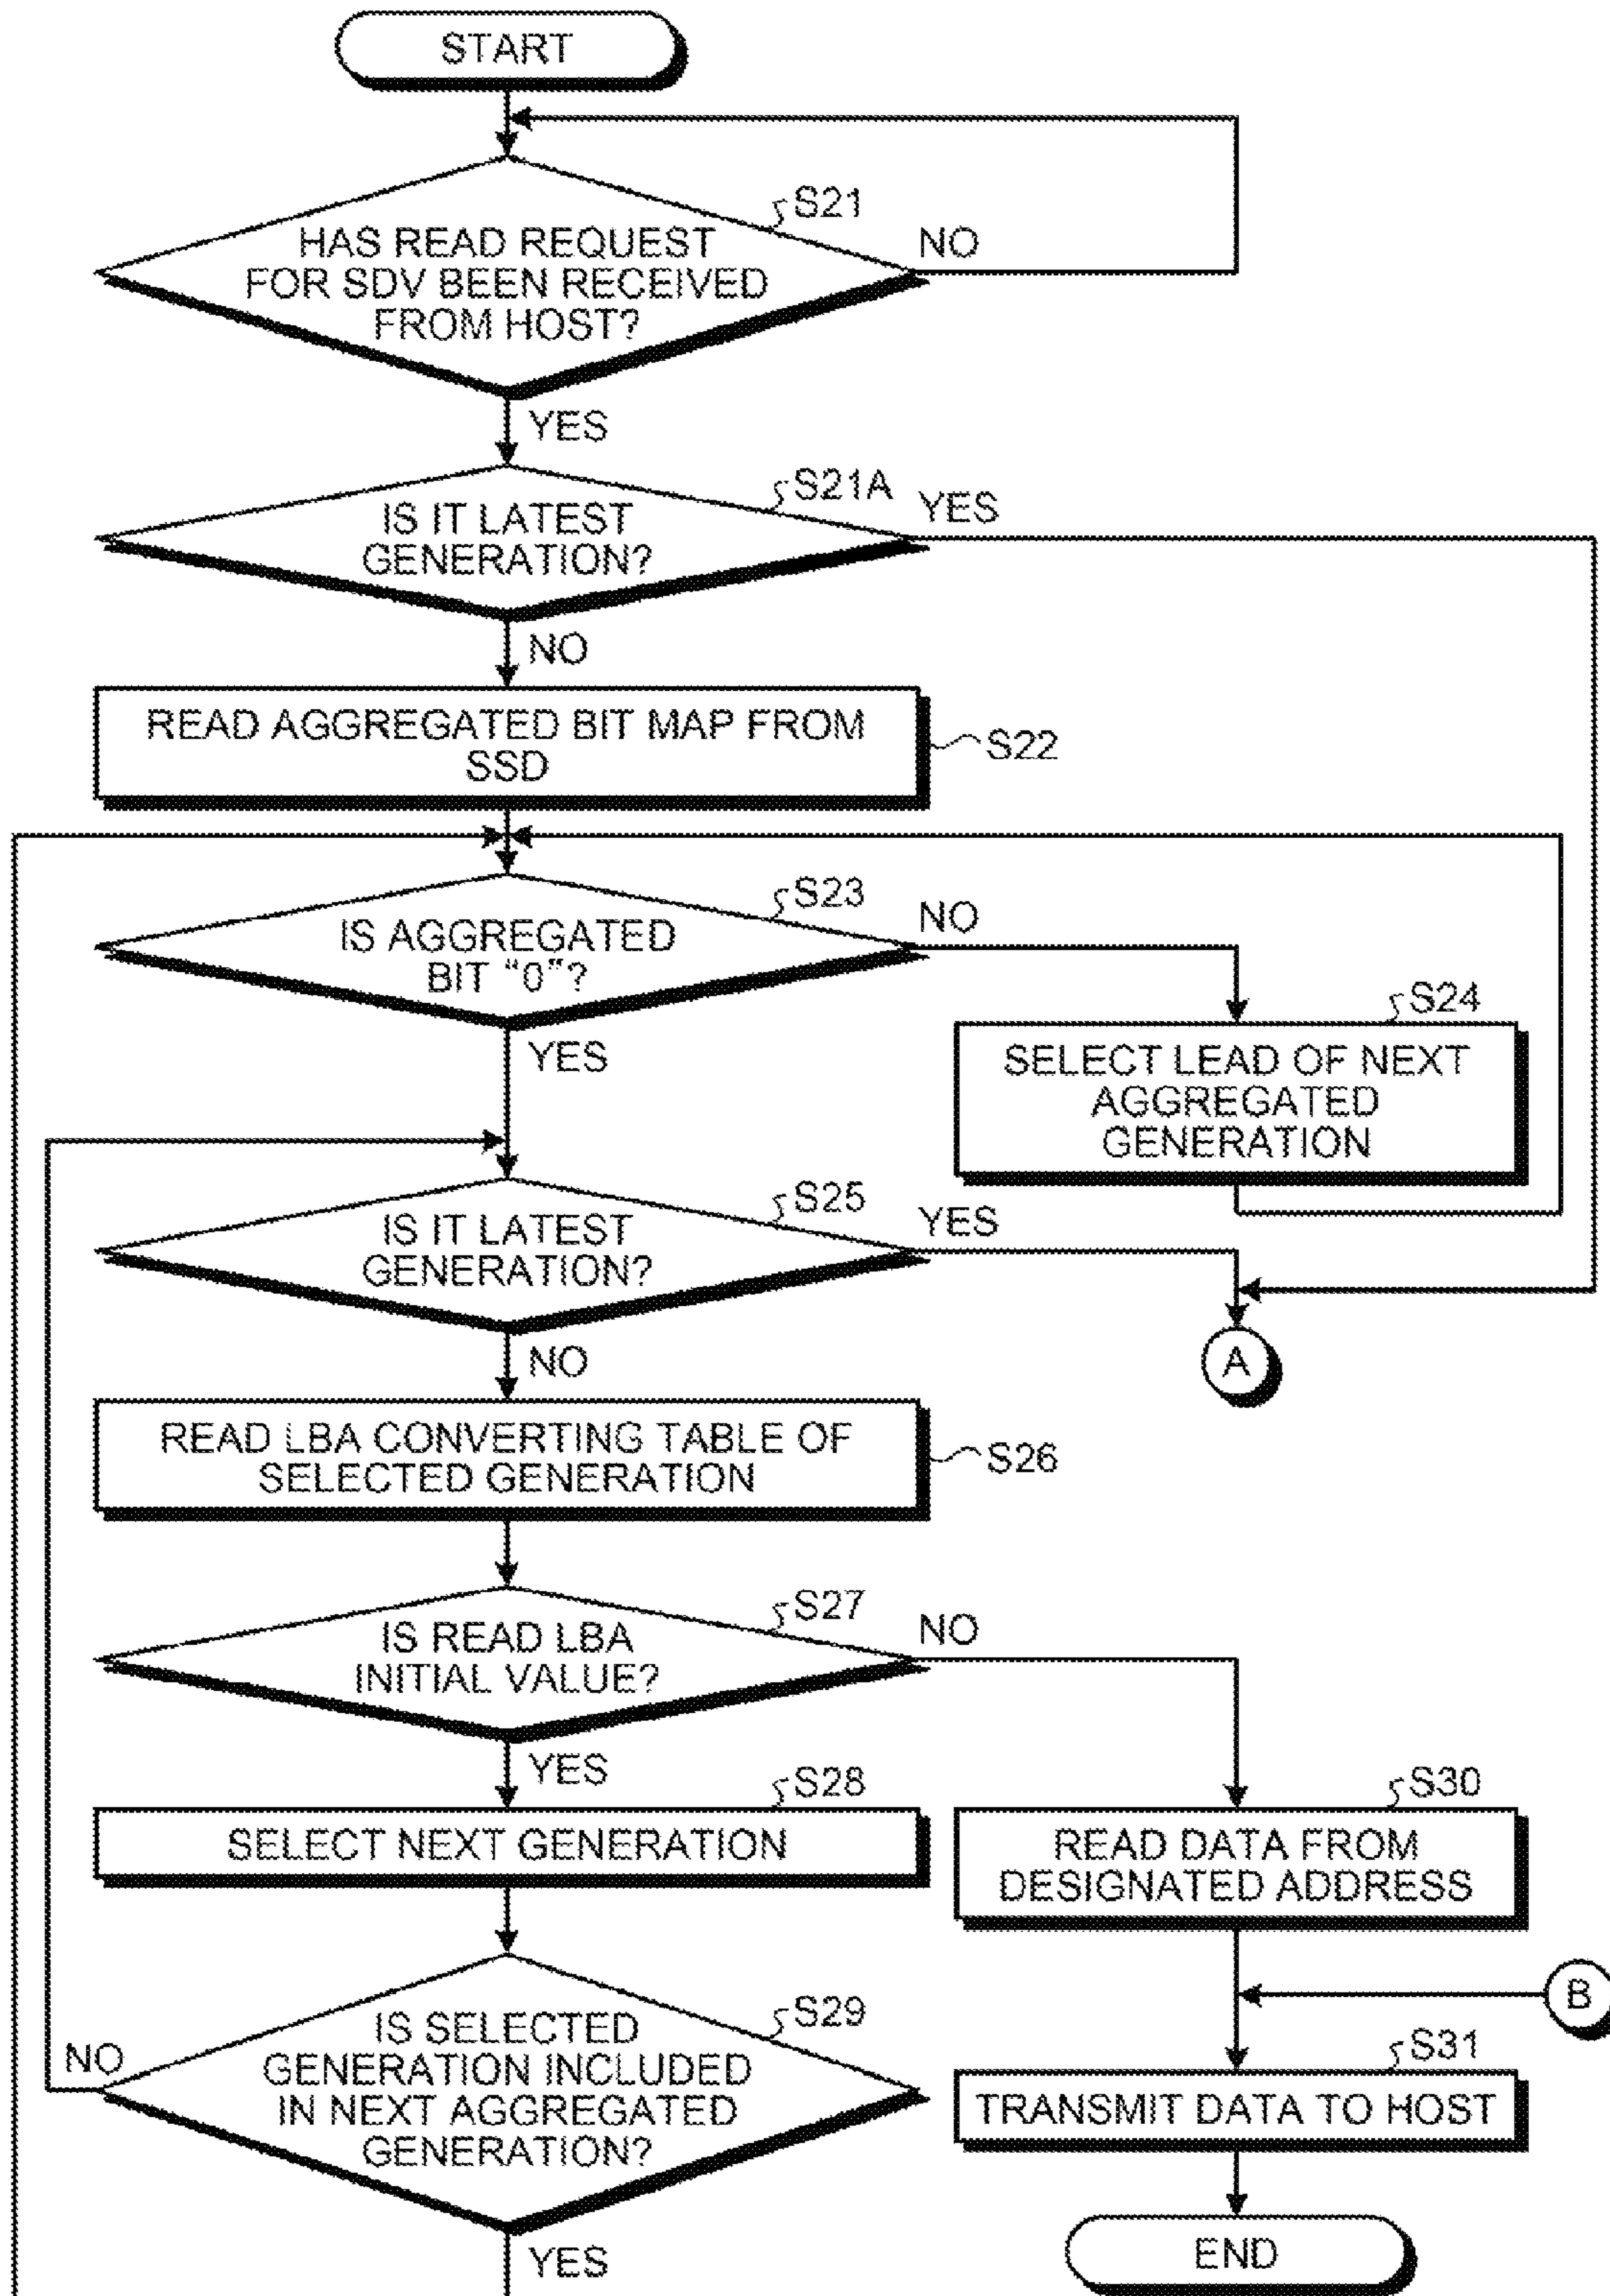 START
S21
HAS READ REQUEST
FOR SDV BEEN RECEIVED
FROM HOST?
NO
YES
S21A
IS IT LATEST
GENERATION?
YES
NO
READ AGGREGATED BIT MAP FROM
SSD
S22
S23
IS AGGREGATED
BIT “0”?
NO
YES
S24
SELECT LEAD OF NEXT
AGGREGATED
GENERATION
S25
IS IT LATEST
GENERATION?
YES
NO
A
READ LBA CONVERTING TABLE OF
SELECTED GENERATION
S26
S27
IS READ LBA
INITIAL VALUE?
NO
YES
S28
SELECT NEXT GENERATION
S30
READ DATA FROM
DESIGNATED ADDRESS
B
S29
IS SELECTED
GENERATION INCLUDED
IN NEXT AGGREGATED
GENERATION?
NO
YES
S31
TRANSMIT DATA TO HOST
END